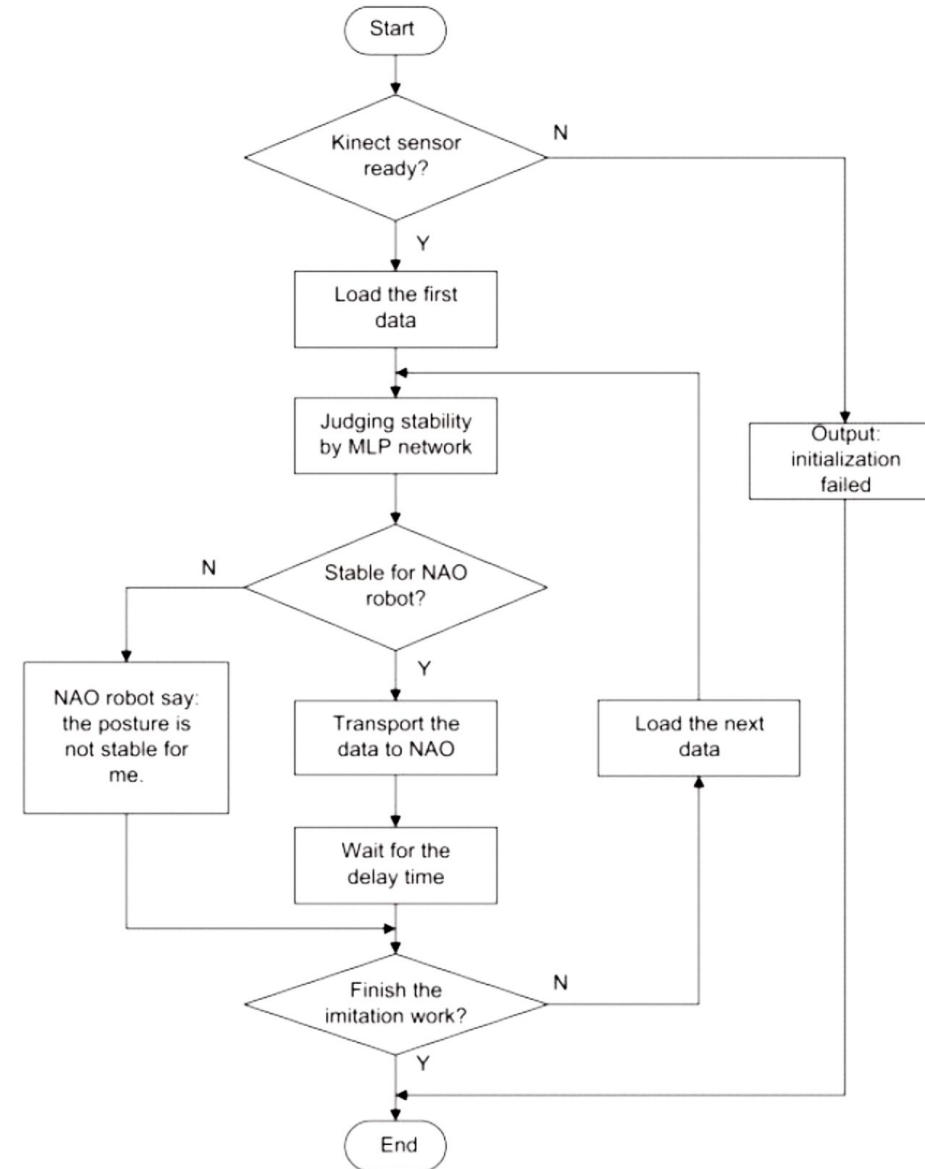 Start
Kinect sensor
ready?
N
Y
Load the first
data
Judging stability
by MLP network
Output:
initialization
failed
N
Stable for NAO
robot?
Y
NAO robot say:
the posture is
not stable for
me.
Transport the
data to NAO
Load the next
data
Wait for the
delay time
Finish the
imitation work?
N
Y
End